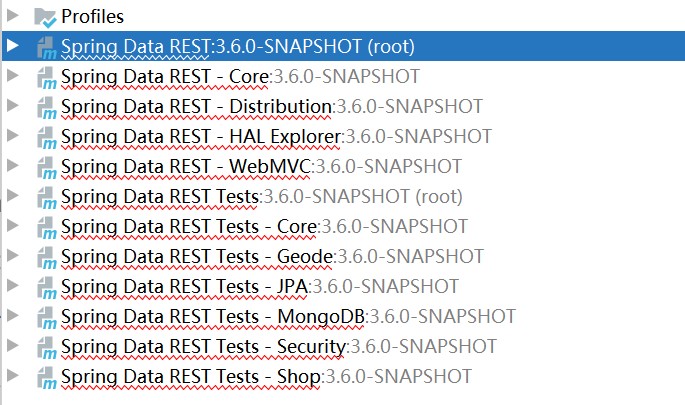 Profiles
Spring Data REST:3.6.0-SNAPSHOT (root)
Spring Data REST - Core:3.6.0-SNAPSHOT
Spring Data REST - Distribution:3.6.0-SNAPSHOT
Spring Data REST - HAL Explorer:3.6.0-SNAPSHOT
Spring Data REST - WebMVC:3.6.0-SNAPSHOT
Spring Data REST Tests:3.6.0-SNAPSHOT (root)
Spring Data REST Tests - Core:3.6.0-SNAPSHOT
Spring Data REST Tests - Geode:3.6.0-SNAPSHOT
Spring Data REST Tests - JPA:3.6.0-SNAPSHOT
Spring Data REST Tests - MongoDB:3.6.0-SNAPSHOT
Spring Data REST Tests - Security:3.6.0-SNAPSHOT
Spring Data REST Tests - Shop:3.6.0-SNAPSHOT